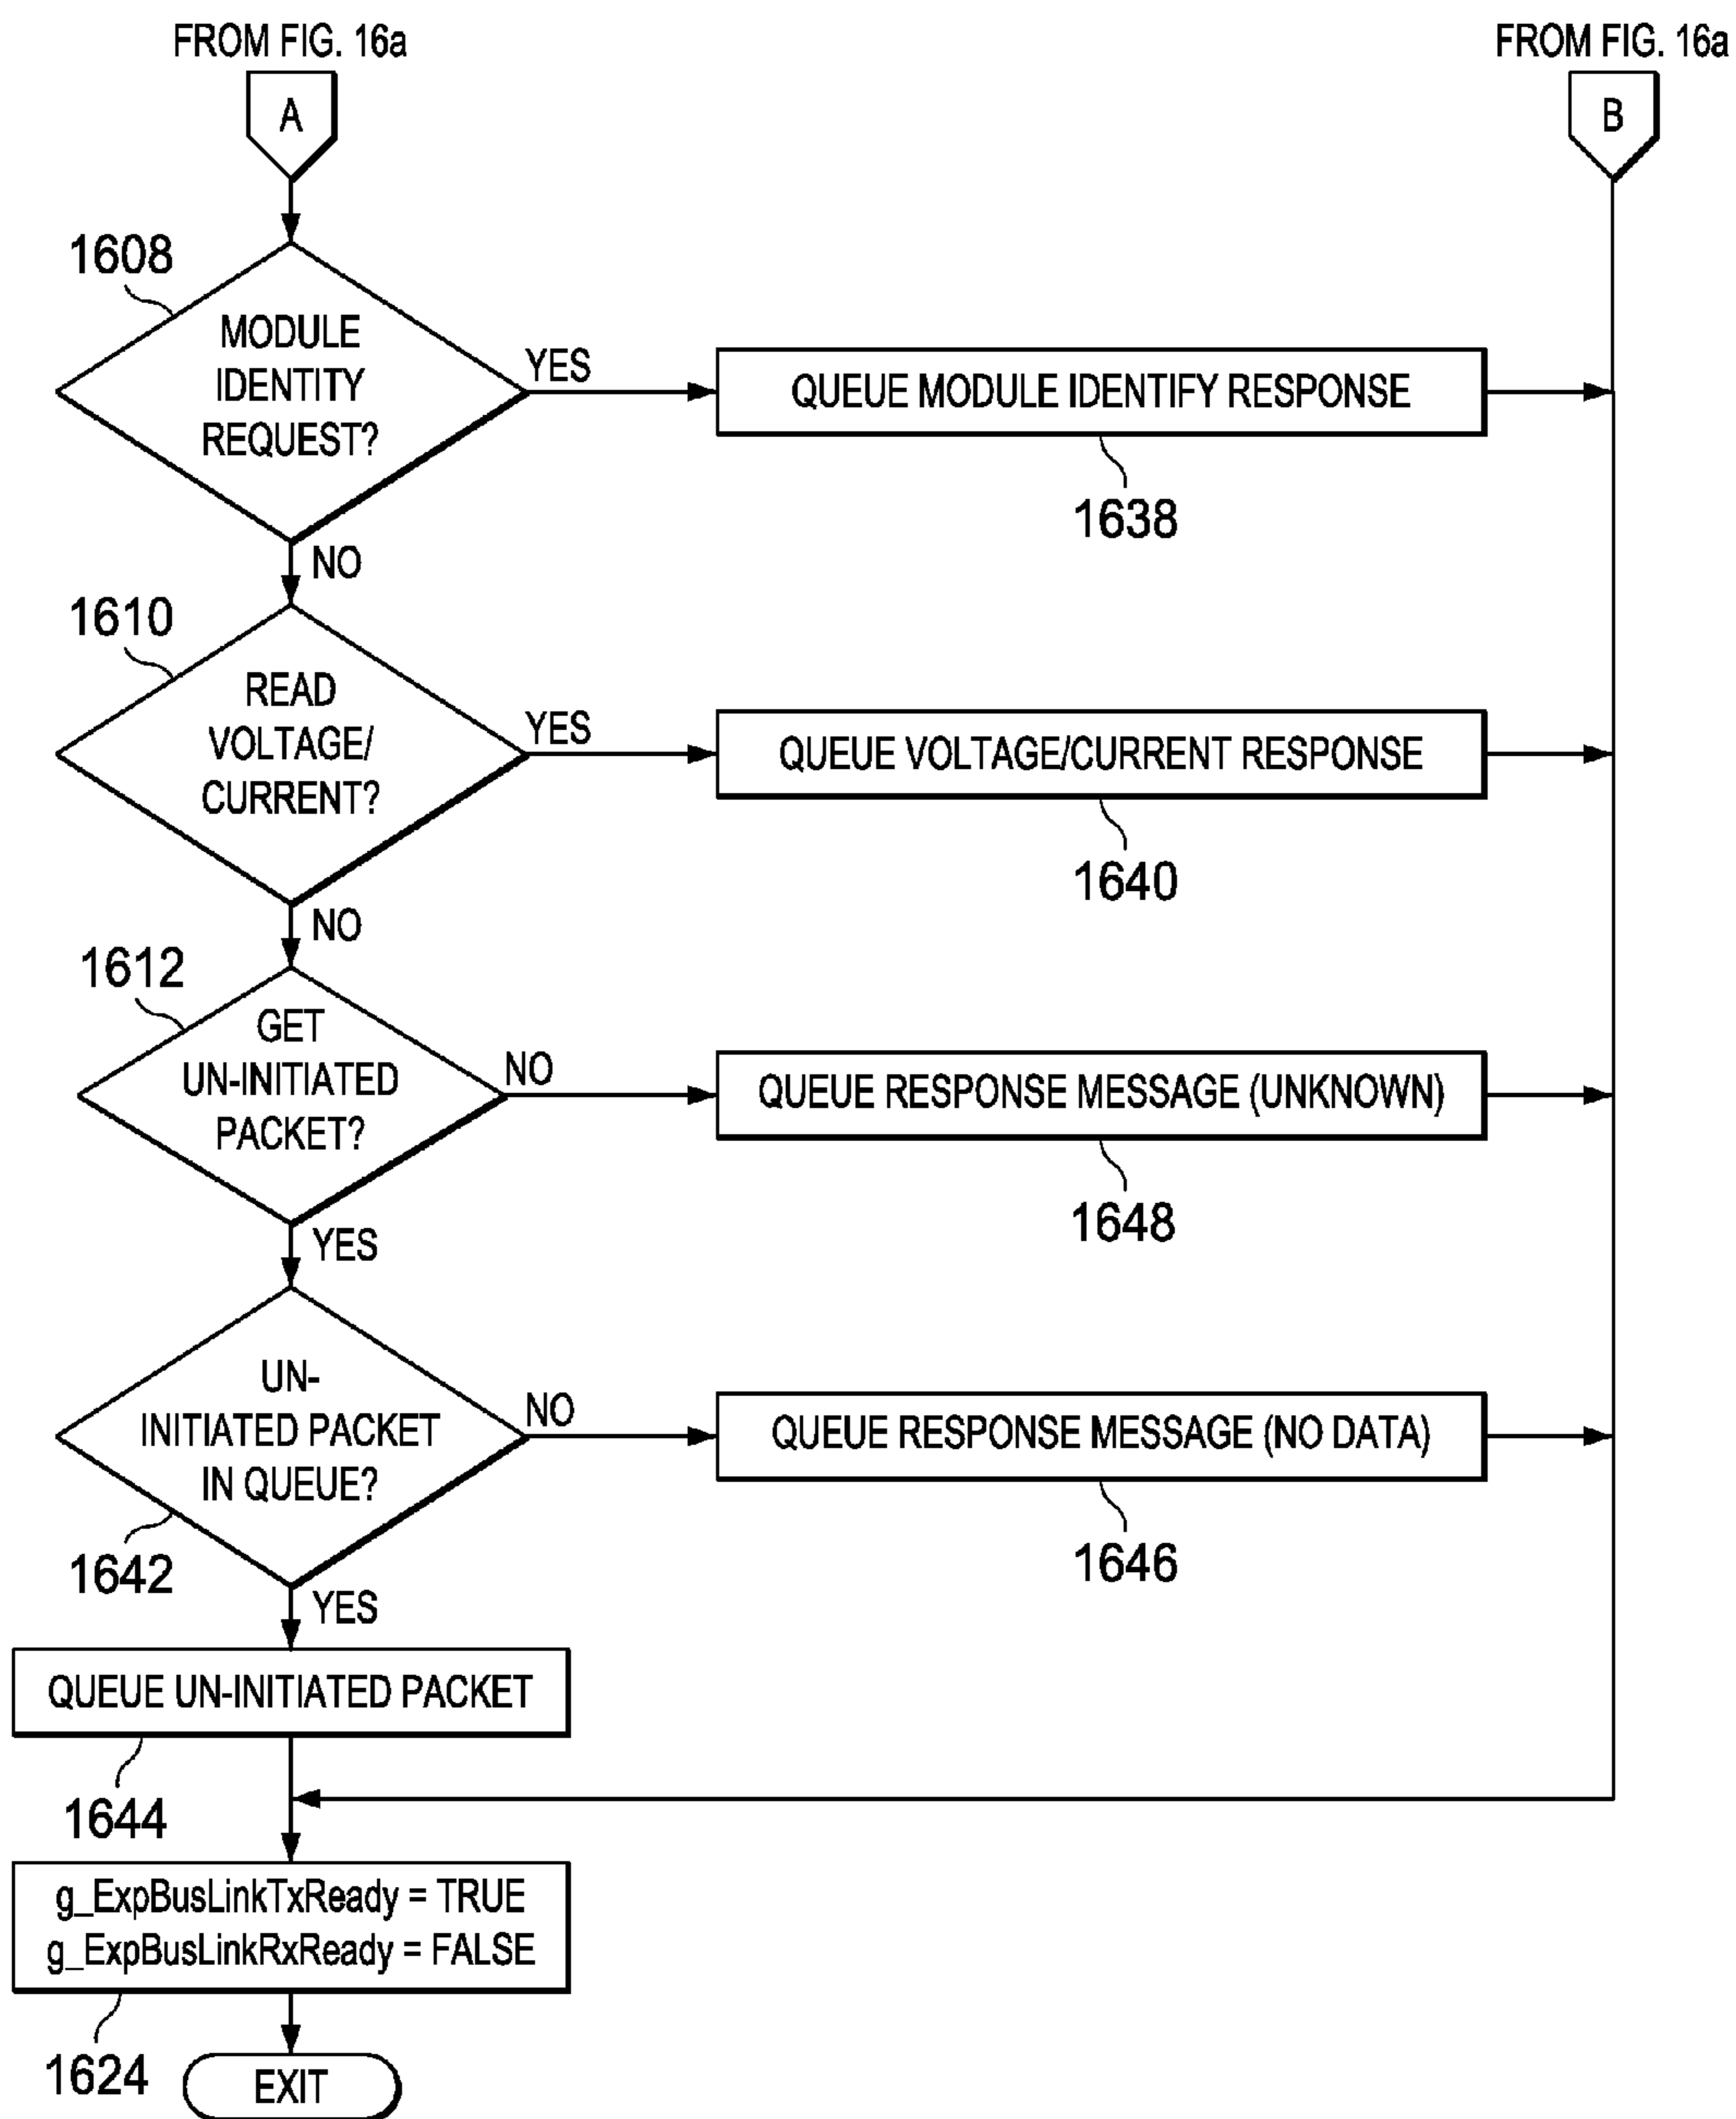 FROM FIG. 16a
FROM FIG. 16a
A
B
1608
MODULE
IDENTITY
REQUEST?
YES
QUEUE MODULE IDENTIFY RESPONSE
1638
NO
1610
READ
VOLTAGE/
CURRENT?
YES
QUEUE VOLTAGE/CURRENT RESPONSE
1640
NO
1612
GET
UN-INITIATED
PACKET?
NO
QUEUE RESPONSE MESSAGE (UNKNOWN)
1648
YES
UN-
INITIATED PACKET
IN QUEUE?
NO
QUEUE RESPONSE MESSAGE (NO DATA)
1642
1646
YES
QUEUE UN-INITIATED PACKET
1644
g_ExpBusLinkTxReady = TRUE
g_ExpBusLinkRxReady = FALSE
1624
EXIT